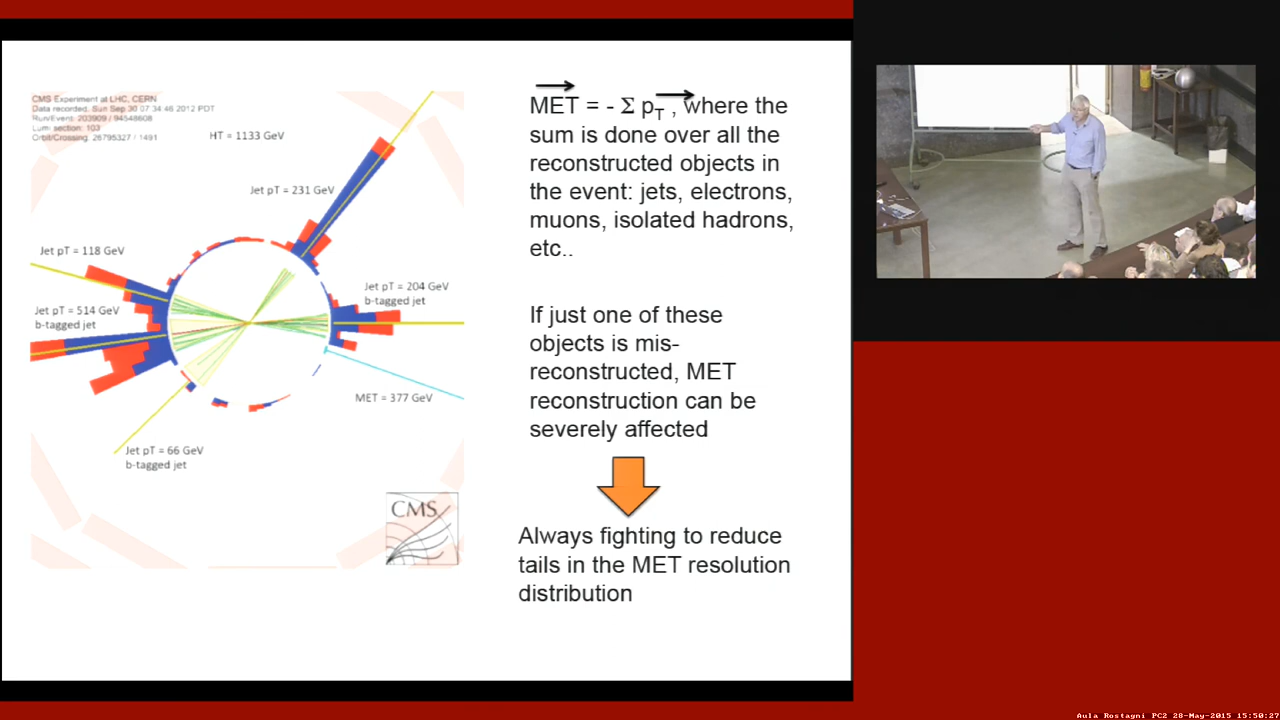 CMS Experiment at LHC, CERN
Data recorded: Sun Sep 30 07:34:46 2012 PDT
Run/Event: 203909 / 94548608
Lumi section: 103
Orbit/Crossing: 26795327 / 1491
HT = 1133 GeV
Jet pT = 231 GeV
Jet pT = 118 GeV
Jet pT = 204 GeV
b-tagged jet
Jet pT = 514 GeV
b-tagged jet
MET = 377 GeV
Jet pT = 66 GeV
b-tagged jet
CMS
MET = - Σ pT , where the
sum is done over all the
reconstructed objects in
the event: jets, electrons,
muons, isolated hadrons,
etc..
If just one of these
objects is mis-
reconstructed, MET
reconstruction can be
severely affected
Always fighting to reduce
tails in the MET resolution
distribution
Aula Rostagni PC2 28-May-2015 15:50:27